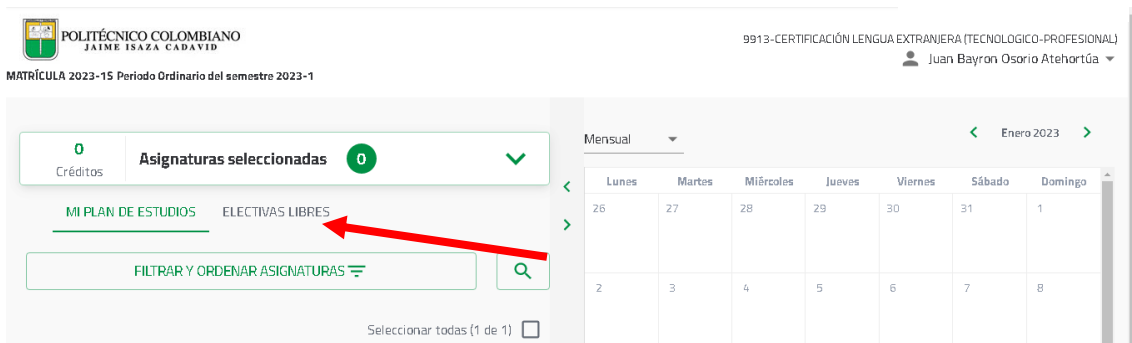 POLITÉCNICO COLOMBIANO
JAIME ISAZA CADAVID
9913-CERTIFICACIÓN LENGUA EXTRANJERA (TECNOLOGICO-PROFESIONAL)
Juan Bayron Osorio Atehortúa
MATRÍCULA 2023-1S Periodo Ordinario del semestre 2023-1
0
Créditos
Asignaturas seleccionadas 0
MI PLAN DE ESTUDIOS ELECTIVAS LIBRES
FILTRAR Y ORDENAR ASIGNATURAS
Seleccionar todas (1 de 1)
Mensual
Enero 2023
Lunes Martes Miércoles Jueves Viernes Sábado Domingo
26 27 28 29 30 31 1
2 3 4 5 6 7 8